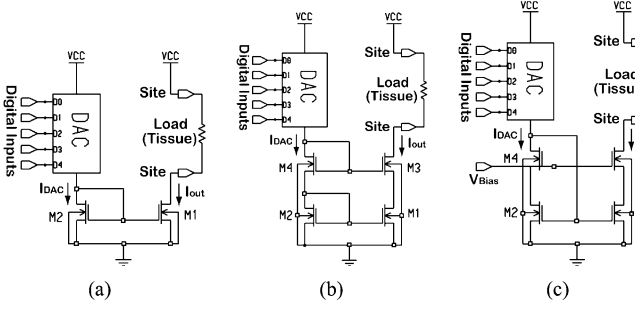 VCC
VCC
Site
Digital Inputs
D0
D1
D2
D3
D4
DAC
Load
(Tissue)
Site
IDAC
Iout
M2
M1
(a)
VCC
VCC
Site
Digital Inputs
D0
D1
D2
D3
D4
DAC
Load
(Tissue)
Site
IDAC
Iout
M4
M3
M2
M1
(b)
VCC
VCC
Site
Digital Inputs
D0
D1
D2
D3
D4
DAC
Load
(Tissu
Site
IDAC
M4
VBias
M2
(c)